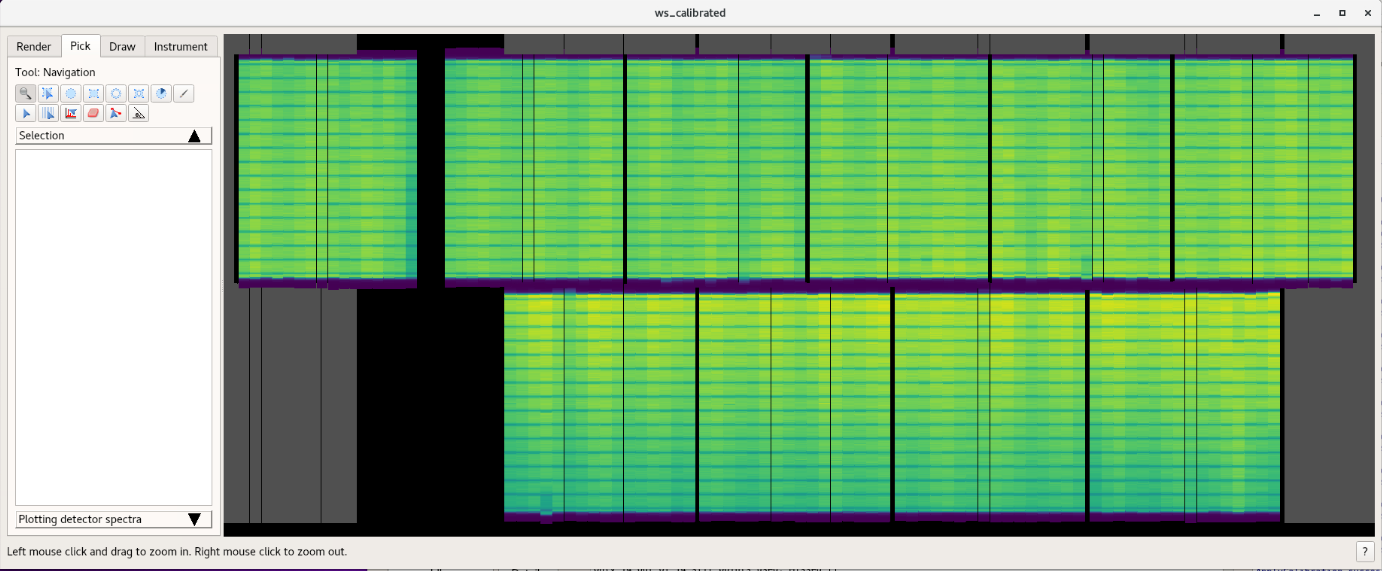 ws_calibrated
Render Pick Draw Instrument
Tool: Navigation
Selection
Plotting detector spectra
Left mouse click and drag to zoom in. Right mouse click to zoom out.
?